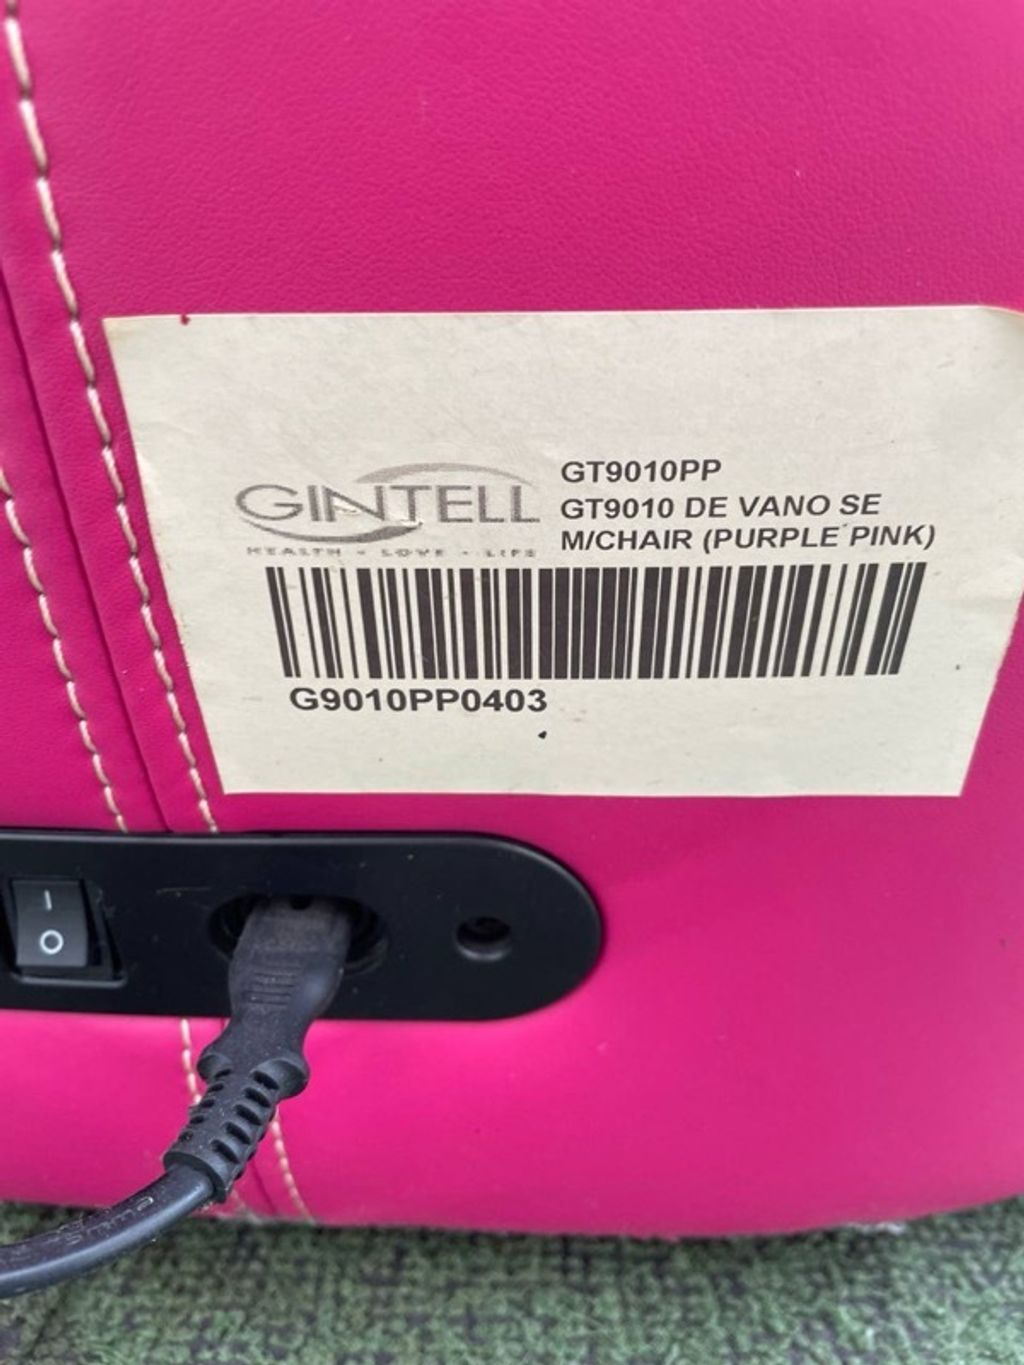 GINTELL
HEALTH • LOVE • LIFE
GT9010PP
GT9010 DE VANO SE
M/CHAIR (PURPLE PINK)
G9010PP0403